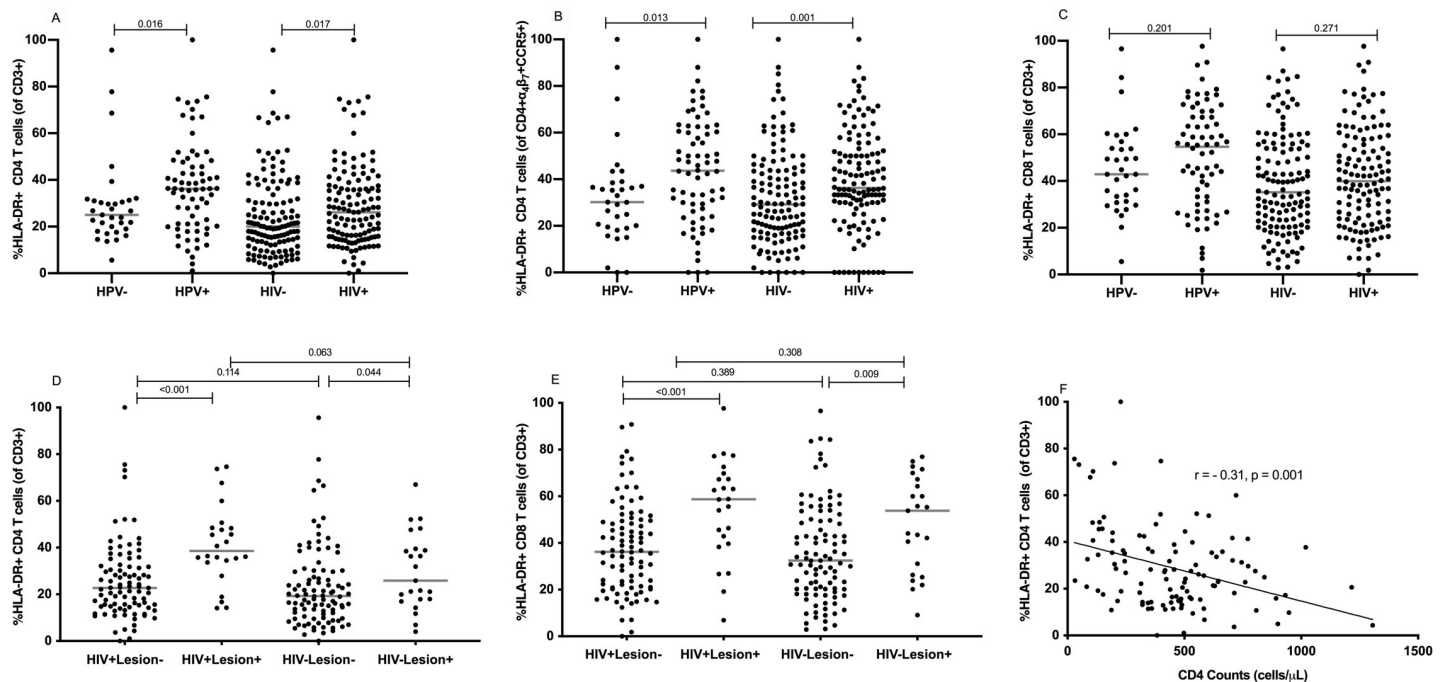 A
0.016
0.017
%HLA-DR+ CD4 T cells (of CD3+)
100
80
60
40
20
0
HPV-
HPV+
HIV-
HIV+
B
0.013
0.001
%HLA-DR+ CD4 T cells (of CD4+α4β7+CCR5+)
100
80
60
40
20
0
HPV-
HPV+
HIV-
HIV+
C
0.201
0.271
%HLA-DR+ CD8 T cells (of CD3+)
100
80
60
40
20
0
HPV-
HPV+
HIV-
HIV+
D
0.063
0.114
0.044
<0.001
%HLA-DR+ CD4 T cells (of CD3+)
100
80
60
40
20
0
HIV+Lesion-
HIV+Lesion+
HIV-Lesion-
HIV-Lesion+
E
0.308
0.389
0.009
<0.001
%HLA-DR+ CD8 T cells (of CD3+)
100
80
60
40
20
0
HIV+Lesion-
HIV+Lesion+
HIV-Lesion-
HIV-Lesion+
F
r = - 0.31, p = 0.001
%HLA-DR+ CD4 T cells (of CD3+)
100
80
60
40
20
0
0
500
1000
1500
CD4 Counts (cells/µL)